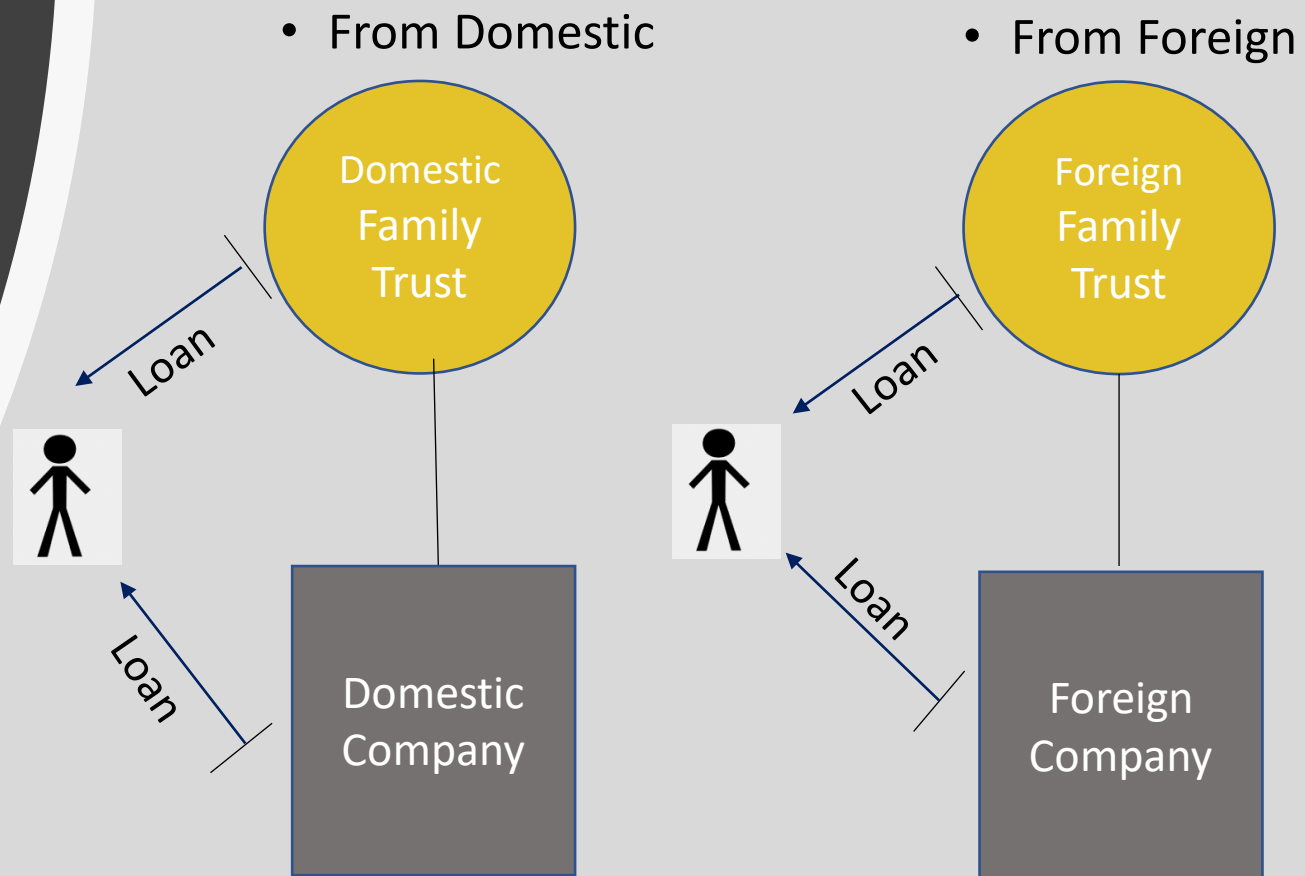 • From Domestic
Domestic
Family
Trust
Loan
Loan
Domestic
Company
• From Foreign
Foreign
Family
Trust
Loan
Loan
Foreign
Company